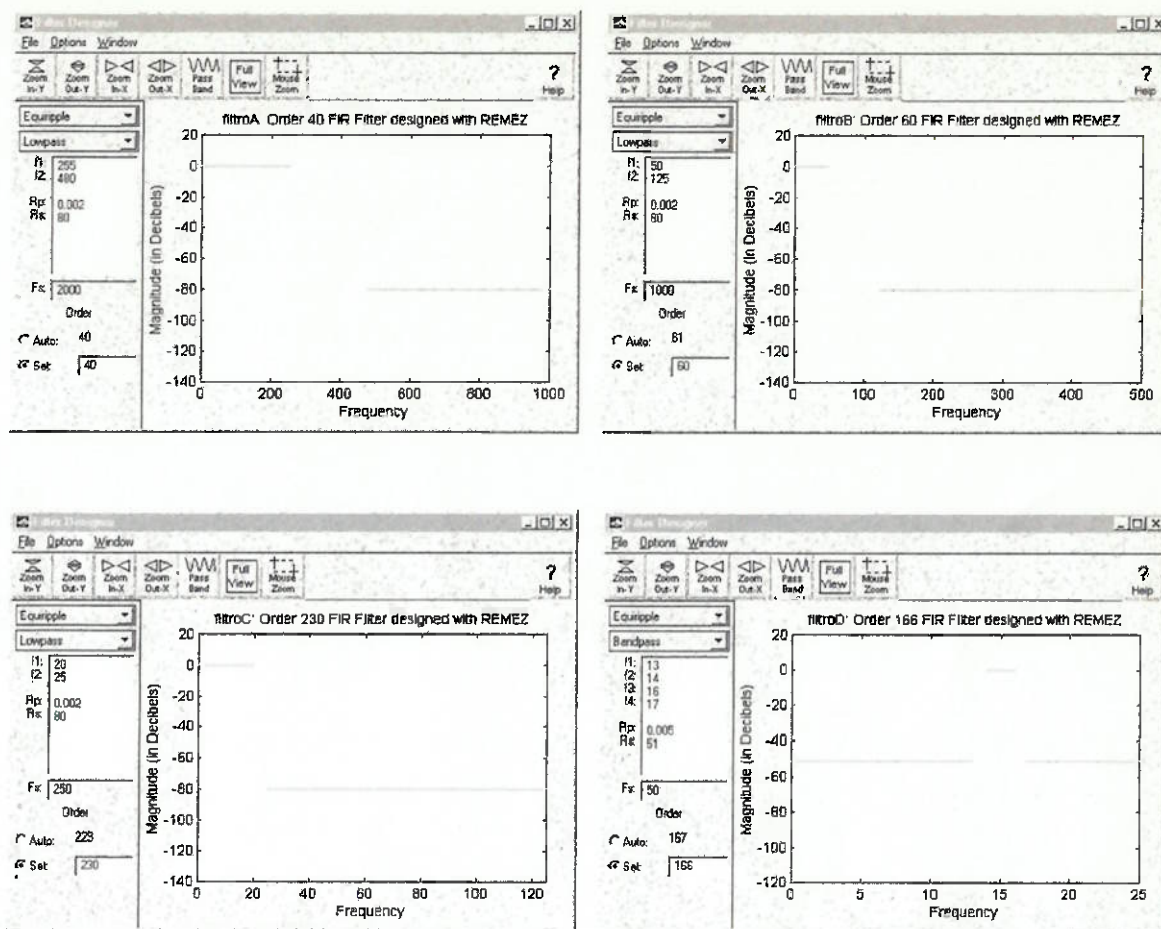 Filter Designer
File Options Window
Zoom In-Y
Zoom Out-Y
Zoom In-X
Zoom Out-X
Pass Band
Full View
Mouse Zoom
? Help
Equiripple
Lowpass
f1: 255
f2: 480
Rp: 0.002
Rs: 80
Fs: 2000
Order
Auto: 40
Set: 40
filtroA' Order 40 FIR Filter designed with REMEZ
Magnitude (in Decibels)
20
0
-20
-40
-60
-80
-100
-120
-140
0 200 400 600 800 1000
Frequency
Filter Designer
File Options Window
Zoom In-Y
Zoom Out-Y
Zoom In-X
Zoom Out-X
Pass Band
Full View
Mouse Zoom
? Help
Equiripple
Lowpass
f1: 50
f2: 125
Rp: 0.002
Rs: 80
Fs: 1000
Order
Auto: 61
Set: 60
filtroB' Order 60 FIR Filter designed with REMEZ
Magnitude (in Decibels)
20
0
-20
-40
-60
-80
-100
-120
-140
0 100 200 300 400 500
Frequency
Filter Designer
File Options Window
Zoom In-Y
Zoom Out-Y
Zoom In-X
Zoom Out-X
Pass Band
Full View
Mouse Zoom
? Help
Equiripple
Lowpass
f1: 20
f2: 25
Rp: 0.002
Rs: 80
Fs: 250
Order
Auto: 223
Set: 230
filtroC' Order 230 FIR Filter designed with REMEZ
Magnitude (in Decibels)
20
0
-20
-40
-60
-80
-100
-120
-140
0 20 40 60 80 100 120
Frequency
Filter Designer
File Options Window
Zoom In-Y
Zoom Out-Y
Zoom In-X
Zoom Out-X
Pass Band
Full View
Mouse Zoom
? Help
Equiripple
Bandpass
f1: 13
f2: 14
f3: 16
f4: 17
Rp: 0.005
Rs: 51
Fs: 50
Order
Auto: 167
Set: 166
filtroD' Order 166 FIR Filter designed with REMEZ
Magnitude (in Decibels)
20
0
-20
-40
-60
-80
-100
-120
0 5 10 15 20 25
Frequency